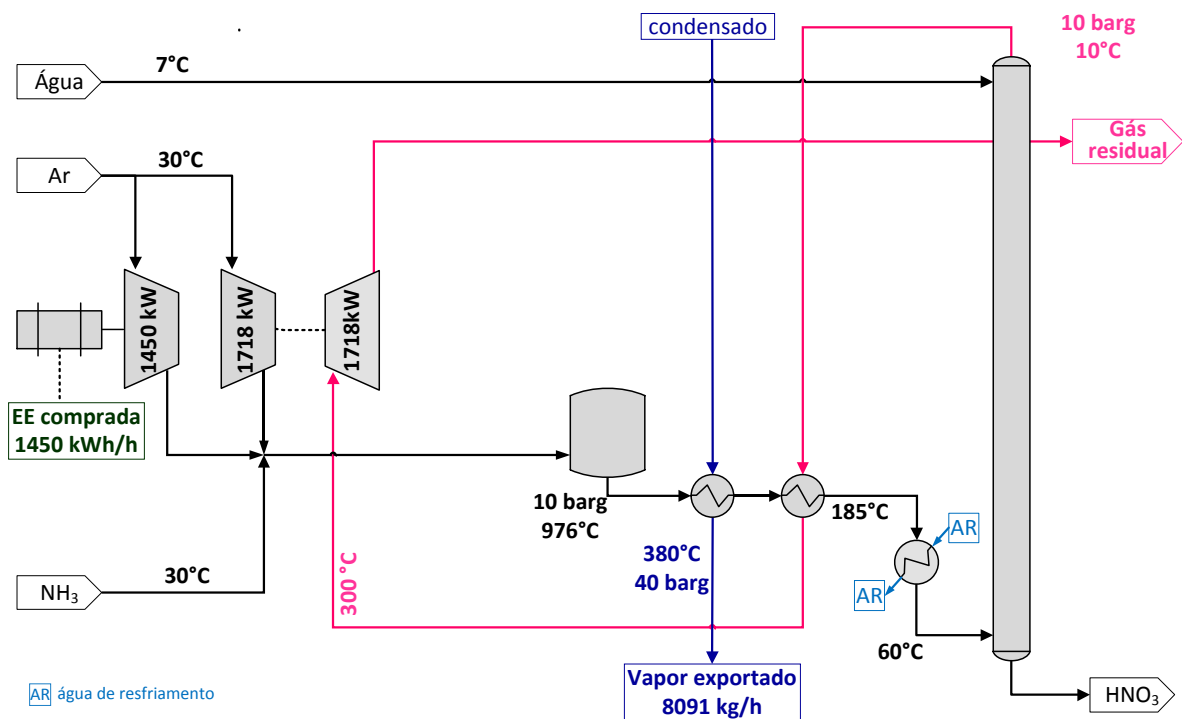 condensado
10 barg
10°C
Água
7°C
Gás
residual
Ar
30°C
1450 kW
1718 kW
1718kW
EE comprada
1450 kWh/h
10 barg
976°C
185°C
AR
380°C
40 barg
AR
300 °C
NH₃
30°C
60°C
Vapor exportado
8091 kg/h
HNO₃
AR água de resfriamento